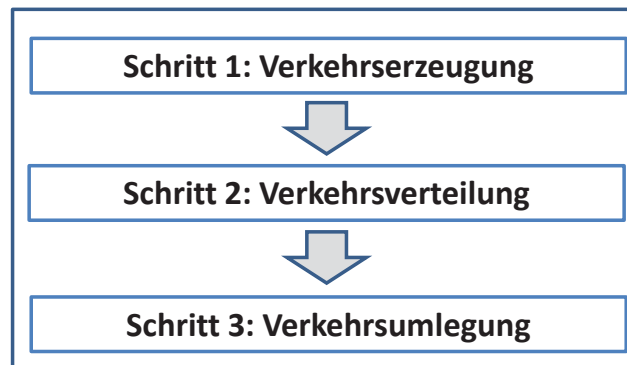 Schritt 1: Verkehrserzeugung
Schritt 2: Verkehrsverteilung
Schritt 3: Verkehrsumlegung